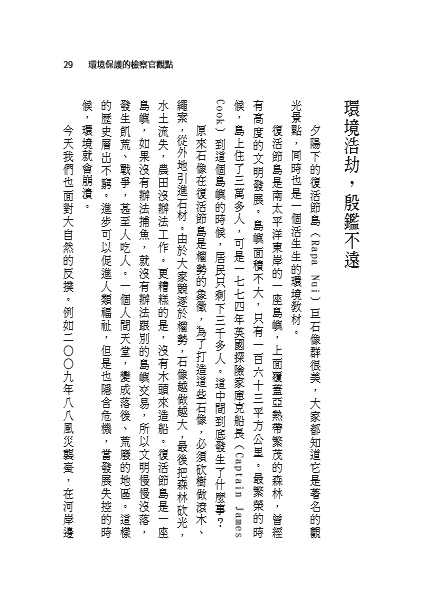 29　環境保護的檢察官觀點
環境浩劫，殷鑑不遠
夕陽下的復活節島（Rapa Nui）巨石像群很美，大家都知道它是著名的觀
光景點，同時也是一個活生生的環境教材。
復活節島是南太平洋東岸的一座島嶼，上面覆蓋亞熱帶繁茂的森林，曾經
有高度的文明發展。島嶼面積不大，只有一百六十三平方公里。最繁榮的時
候，島上住了三萬多人，可是一七七四年英國探險家庫克船長（Captain James
Cook）到這個島嶼的時候，居民只剩下三千多人。這中間到底發生了什麼事？
原來石像在復活節島是權勢的象徵，為了打造這些石像，必須砍樹做滾木、
繩索，從外地引進石材。由於大家競逐於權勢，石像越做越大，最後把森林砍光，
水土流失，農田沒辦法工作。更糟糕的是，沒有木頭來造船。復活節島是一座
島嶼，如果沒有辦法捕魚，就沒有辦法跟別的島嶼交易，所以文明慢慢沒落，
發生飢荒、戰爭，甚至人吃人。一個人間天堂，變成落後、荒廢的地區。這樣
的歷史層出不窮。進步可以促進人類福祉，但是也隱含危機，當發展失控的時
候，環境就會崩潰。
今天我們也面對大自然的反撲。例如二〇〇九年八八風災襲臺，在河岸邊